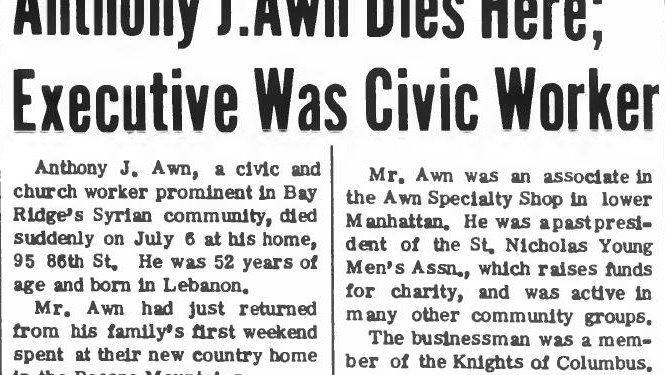 Anthony J. Awn Dies Here;
Executive Was Civic Worker
Anthony J. Awn, a civic and
church worker prominent in Bay
Ridge's Syrian community, died
suddenly on July 6 at his home,
95 86th St. He was 52 years of
age and born in Lebanon.
Mr. Awn had just returned
from his family's first weekend
spent at their new country home
in the Pocono
Mr. Awn was an associate in
the Awn Specialty Shop in lower
Manhattan. He was a past presi-
dent of the St. Nicholas Young
Men's Assn., which raises funds
for charity, and was active in
many other community groups.
The businessman was a mem-
ber of the Knights of Columbus.